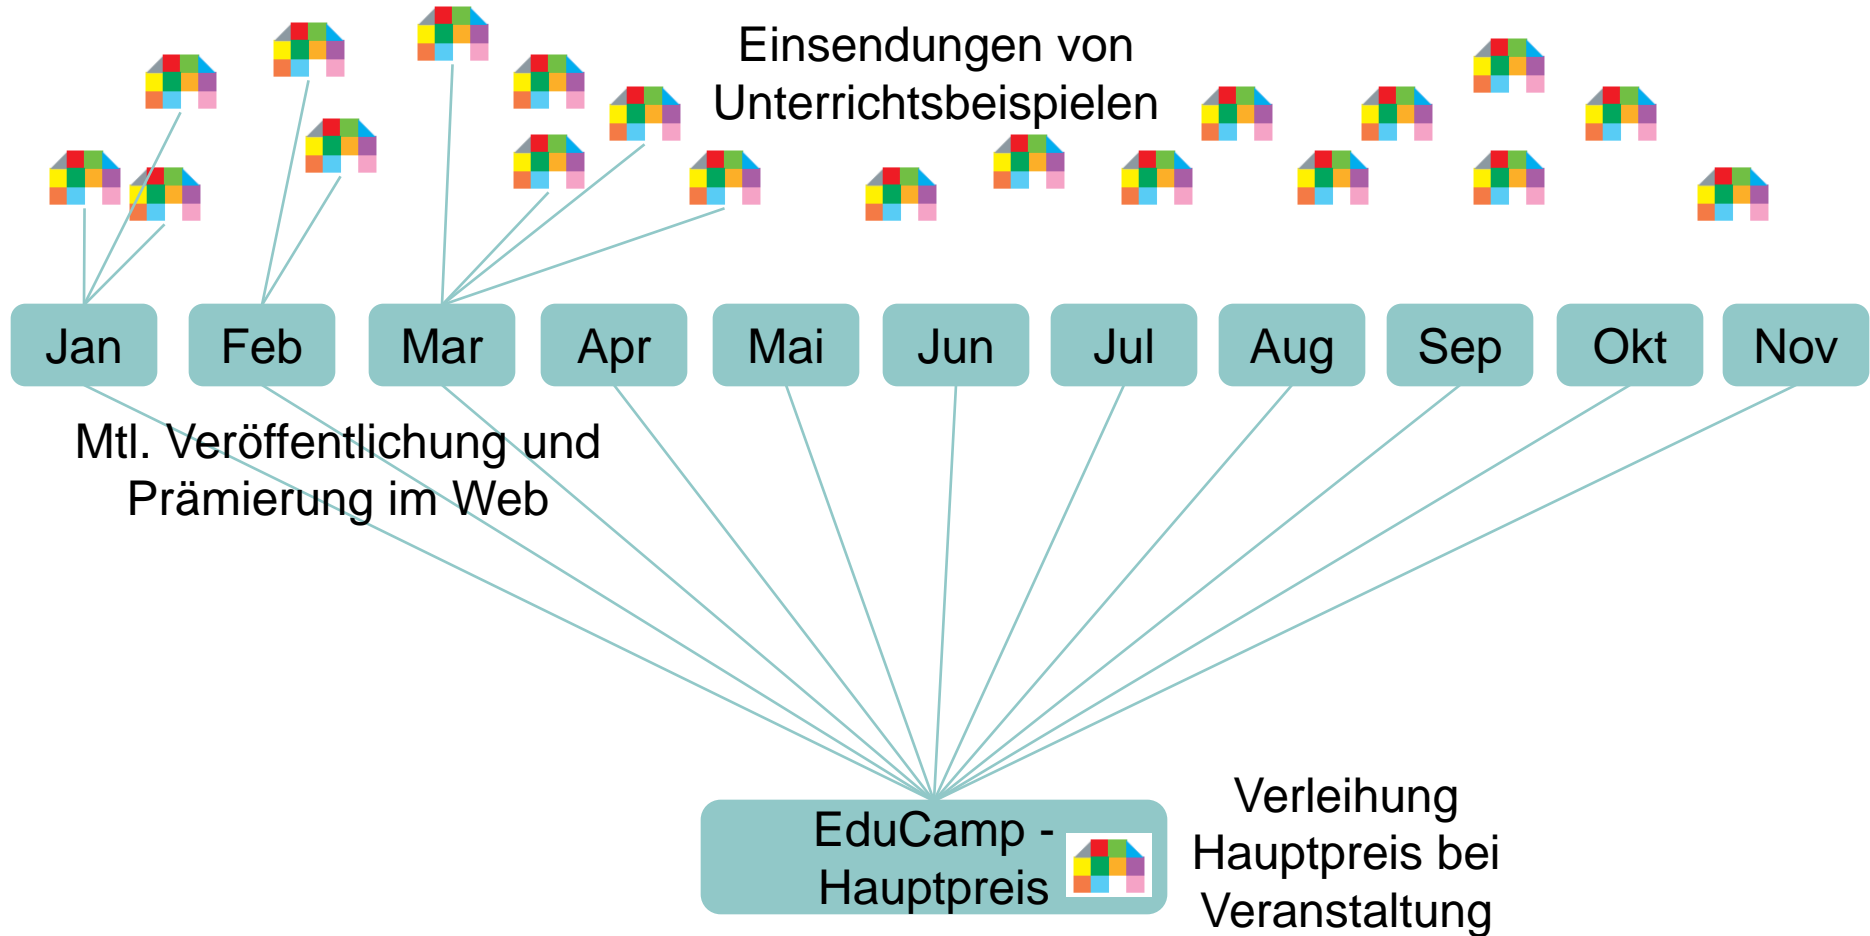 Einsendungen von
Unterrichtsbeispielen
Jan Feb Mar Apr Mai Jun Jul Aug Sep Okt Nov
Mtl. Veröffentlichung und
Prämierung im Web
EduCamp -
Hauptpreis
Verleihung
Hauptpreis bei
Veranstaltung